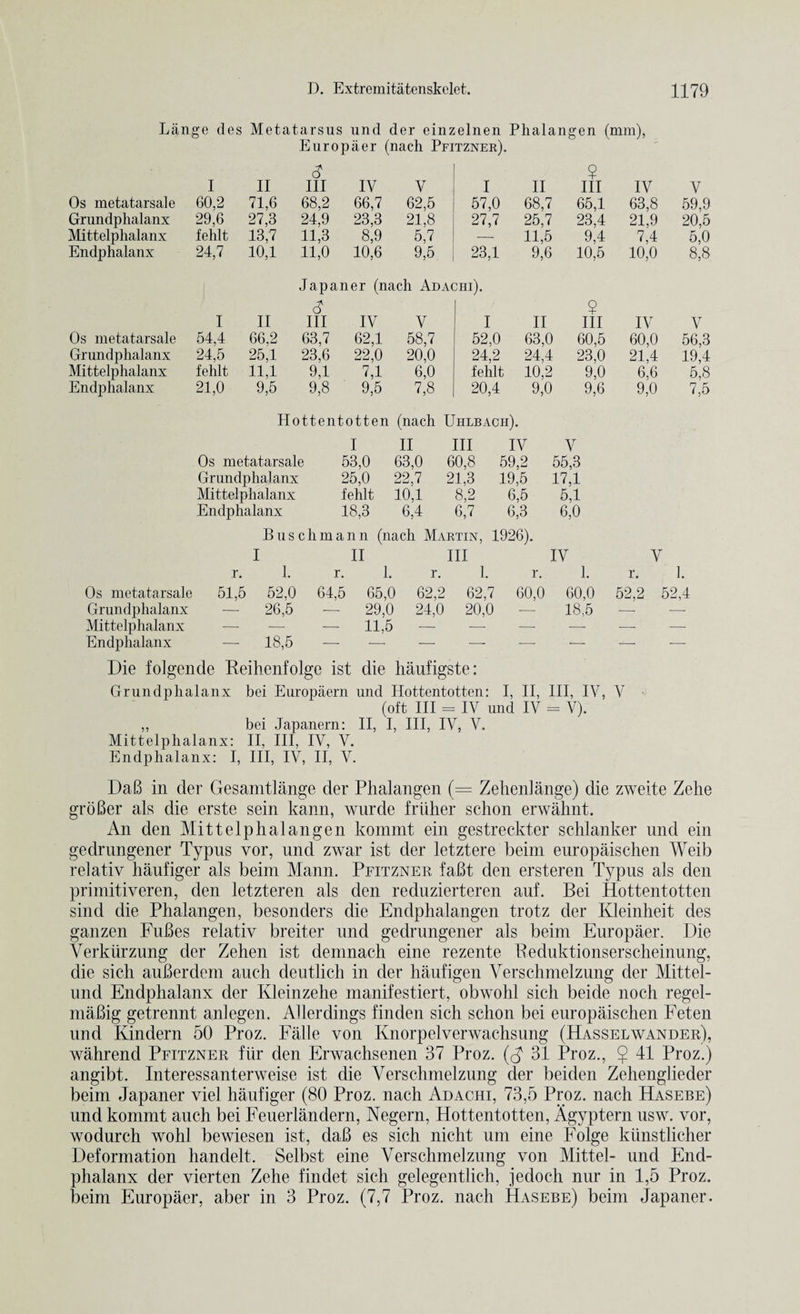 D. Extremitätenskelet. 1179
Länge des Metatarsus und der einzelnen Phalangen (mm),
Europäer (nach Pfitzner).
♂ ♀
I II III IV V I II III IV V
Os metatarsale 60,2 71,6 68,2 66,7 62,5 57,0 68,7 65,1 63,8 59,9
Grundphalanx 29,6 27,3 24,9 23,3 21,8 27,7 25,7 23,4 21,9 20,5
Mittelphalanx fehlt 13,7 11,3 8,9 5,7 — 11,5 9,4 7,4 5,0
Endphalanx 24,7 10,1 11,0 10,6 9,5 23,1 9,6 10,5 10,0 8,8
Japaner (nach Adachi).
♂ ♀
I II III IV V I II III IV V
Os metatarsale 54,4 66,2 63,7 62,1 58,7 52,0 63,0 60,5 60,0 56,3
Grundphalanx 24,5 25,1 23,6 22,0 20,0 24,2 24,4 23,0 21,4 19,4
Mittelphalanx fehlt 11,1 9,1 7,1 6,0 fehlt 10,2 9,0 6,6 5,8
Endphalanx 21,0 9,5 9,8 9,5 7,8 20,4 9,0 9,6 9,0 7,5
Hottentotten (nach Uhlbach).
I II III IV V
Os metatarsale 53,0 63,0 60,8 59,2 55,3
Grundphalanx 25,0 22,7 21,3 19,5 17,1
Mittelphalanx fehlt 10,1 8,2 6,5 5,1
Endphalanx 18,3 6,4 6,7 6,3 6,0
Buschmann (nach Martin, 1926).
I II III IV V
r. l. r. l. r. l. r. l. r. l.
Os metatarsale 51,5 52,0 64,5 65,0 62,2 62,7 60,0 60,0 52,2 52,4
Grundphalanx — 26,5 — 29,0 24,0 20,0 — 18,5 — —
Mittelphalanx — — — 11,5 — — — — — —
Endphalanx — 18,5 — — — — — — — —
Die folgende Reihenfolge ist die häufigste:
Grundphalanx bei Europäern und Hottentotten: I, II, III, IV, V
(oft III = IV und IV = V).
„ bei Japanern: II, I, III, IV, V.
Mittelphalanx: II, III, IV, V.
Endphalanx: I, III, IV, II, V.
Daß in der Gesamtlänge der Phalangen (= Zehenlänge) die zweite Zehe
größer als die erste sein kann, wurde früher schon erwähnt.
An den Mittelphalangen kommt ein gestreckter schlanker und ein
gedrungener Typus vor, und zwar ist der letztere beim europäischen Weib
relativ häufiger als beim Mann. Pfitzner faßt den ersteren Typus als den
primitiveren, den letzteren als den reduzierteren auf. Bei Hottentotten
sind die Phalangen, besonders die Endphalangen trotz der Kleinheit des
ganzen Fußes relativ breiter und gedrungener als beim Europäer. Die
Verkürzung der Zehen ist demnach eine rezente Reduktionserscheinung,
die sich außerdem auch deutlich in der häufigen Verschmelzung der Mittel-
und Endphalanx der Kleinzehe manifestiert, obwohl sich beide noch regel-
mäßig getrennt anlegen. Allerdings finden sich schon bei europäischen Feten
und Kindern 50 Proz. Fälle von Knorpelverwachsung (Hasselwander),
während Pfitzner für den Erwachsenen 37 Proz. (♂ 31 Proz., ♀ 41 Proz.)
angibt. Interessanterweise ist die Verschmelzung der beiden Zehenglieder
beim Japaner viel häufiger (80 Proz. nach Adachi, 73,5 Proz. nach Hasebe)
und kommt auch bei Feuerländern, Negern, Hottentotten, Ägyptern usw. vor,
wodurch wohl bewiesen ist, daß es sich nicht um eine Folge künstlicher
Deformation handelt. Selbst eine Verschmelzung von Mittel- und End-
phalanx der vierten Zehe findet sich gelegentlich, jedoch nur in 1,5 Proz.
beim Europäer, aber in 3 Proz. (7,7 Proz. nach Hasebe) beim Japaner.